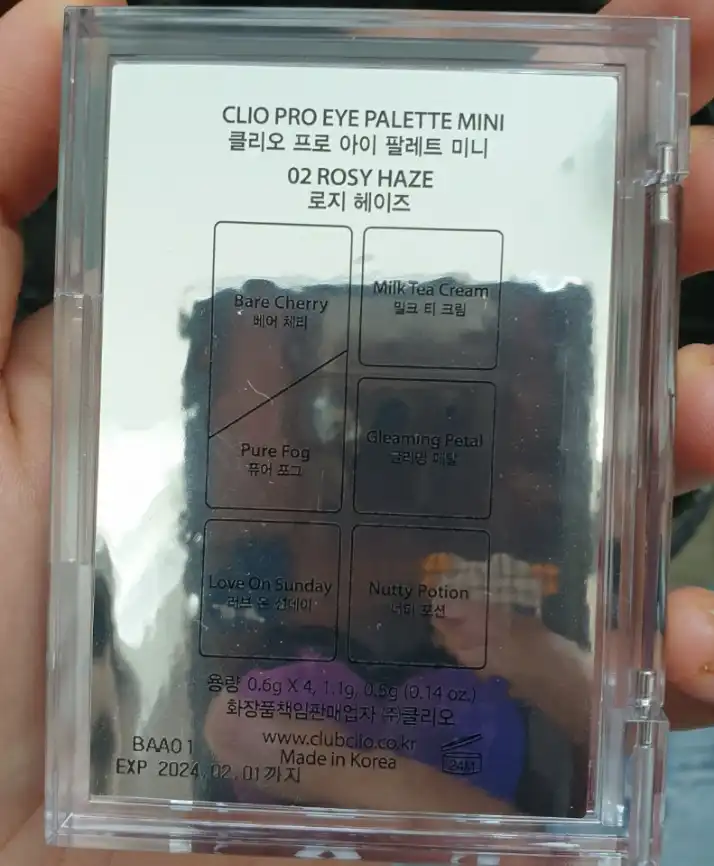 CLIO PRO EYE PALETTE MINI
클리오 프로 아이 팔레트 미니
02 ROSY HAZE
로지 헤이즈
Bare Cherry
베어 체리
Milk Tea Cream
밀크 티 크림
Pure Fog
퓨어 포그
Gleaming Petal
글리밍 페탈
Love On Sunday
러브 온 선데이
Nutty Potion
너티 포션
용량 0.6g X 4, 1.1g, 0.5g (0.14 oz.)
화장품책임판매업자 ㈜클리오
www.clubclio.co.kr
Made in Korea
24M
BAA01
EXP 2024.02.01까지